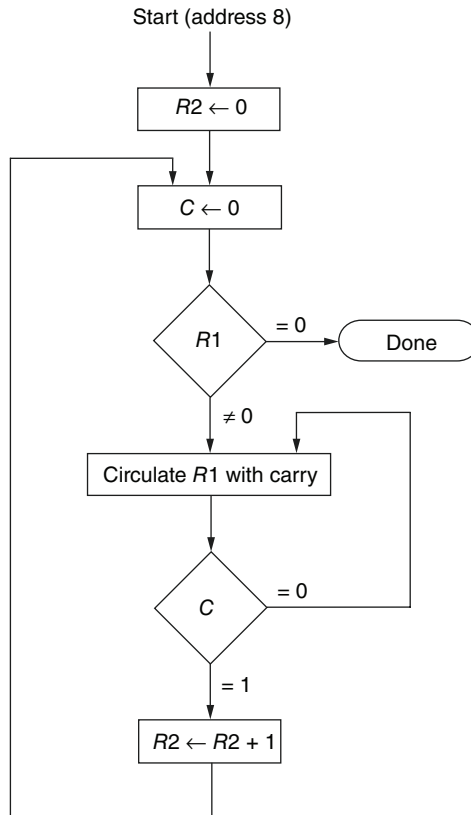 Start (address 8)
R2 ← 0
C ← 0
R1
= 0
Done
≠ 0
Circulate R1 with carry
C
= 0
= 1
R2 ← R2 + 1